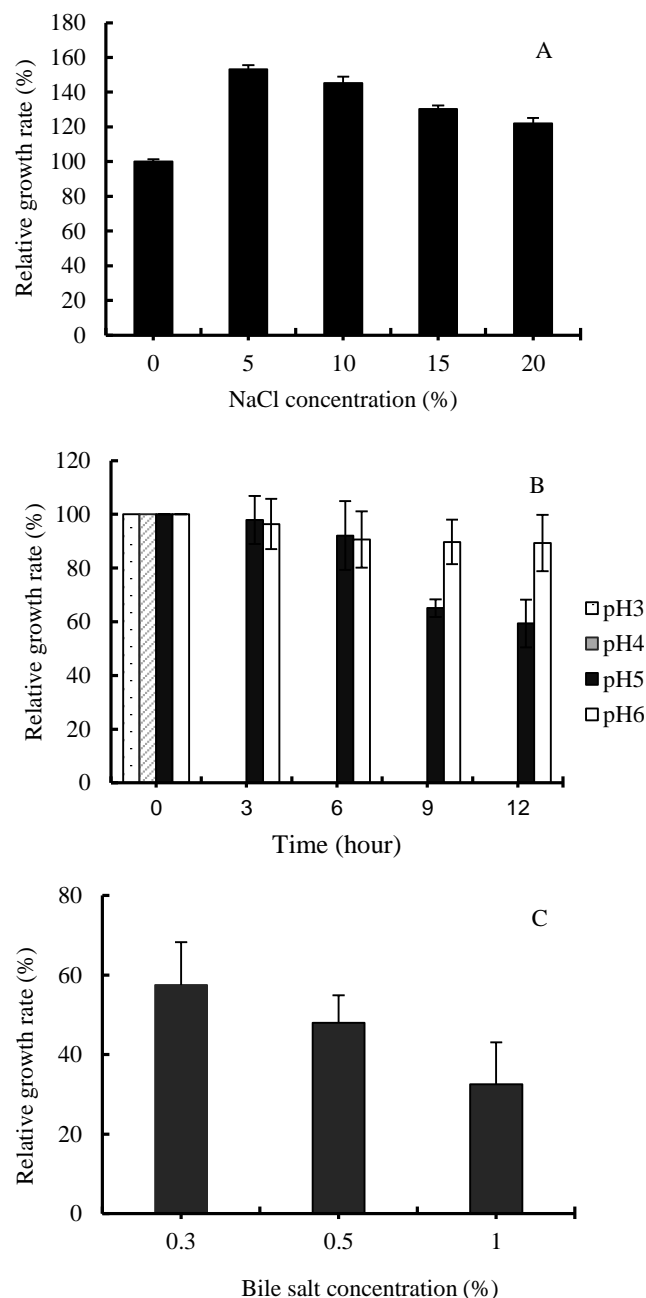 A
Relative growth rate (%)
180
160
140
120
100
80
60
40
20
0
0 5 10 15 20
NaCl concentration (%)
B
Relative growth rate (%)
120
100
80
60
40
20
0
0 3 6 9 12
Time (hour)
pH3
pH4
pH5
pH6
C
Relative growth rate (%)
80
60
40
20
0
0.3 0.5 1
Bile salt concentration (%)